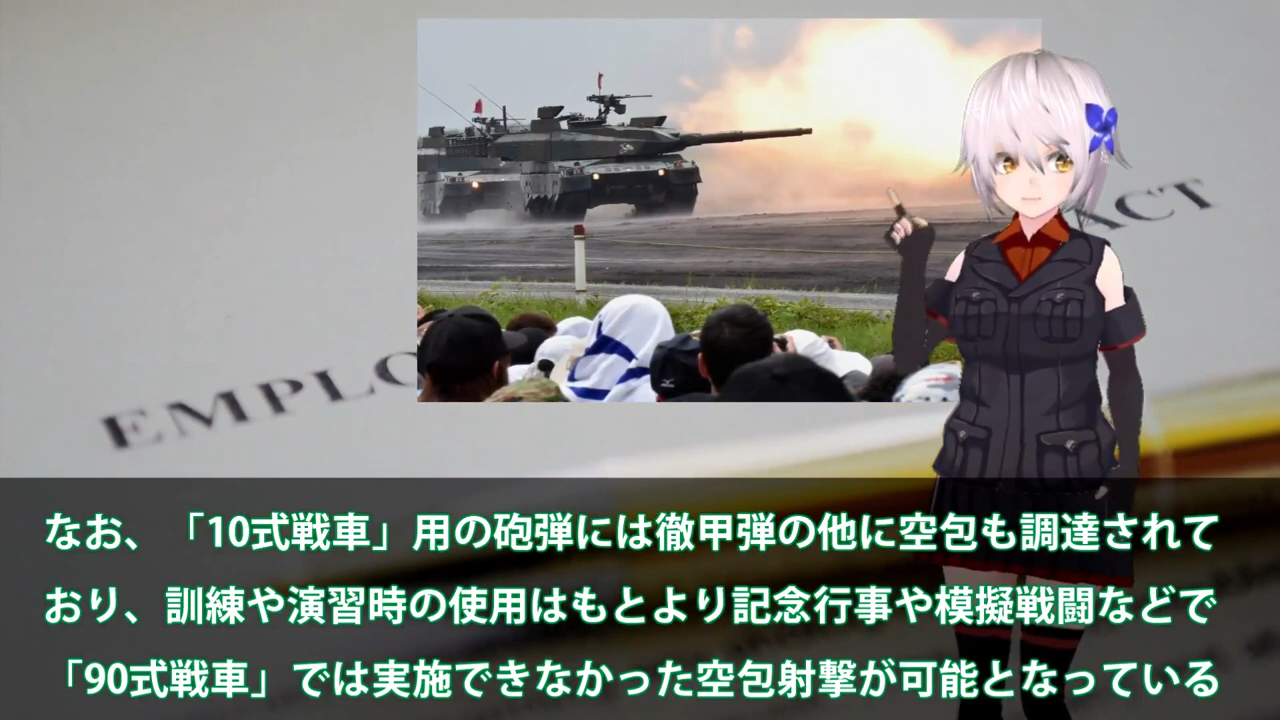 EMPLO
ACT
なお、「10式戦車」用の砲弾には徹甲弾の他に空包も調達されて
おり、訓練や演習時の使用はもとより記念行事や模擬戦闘などで
「90式戦車」では実施できなかった空包射撃が可能となっている